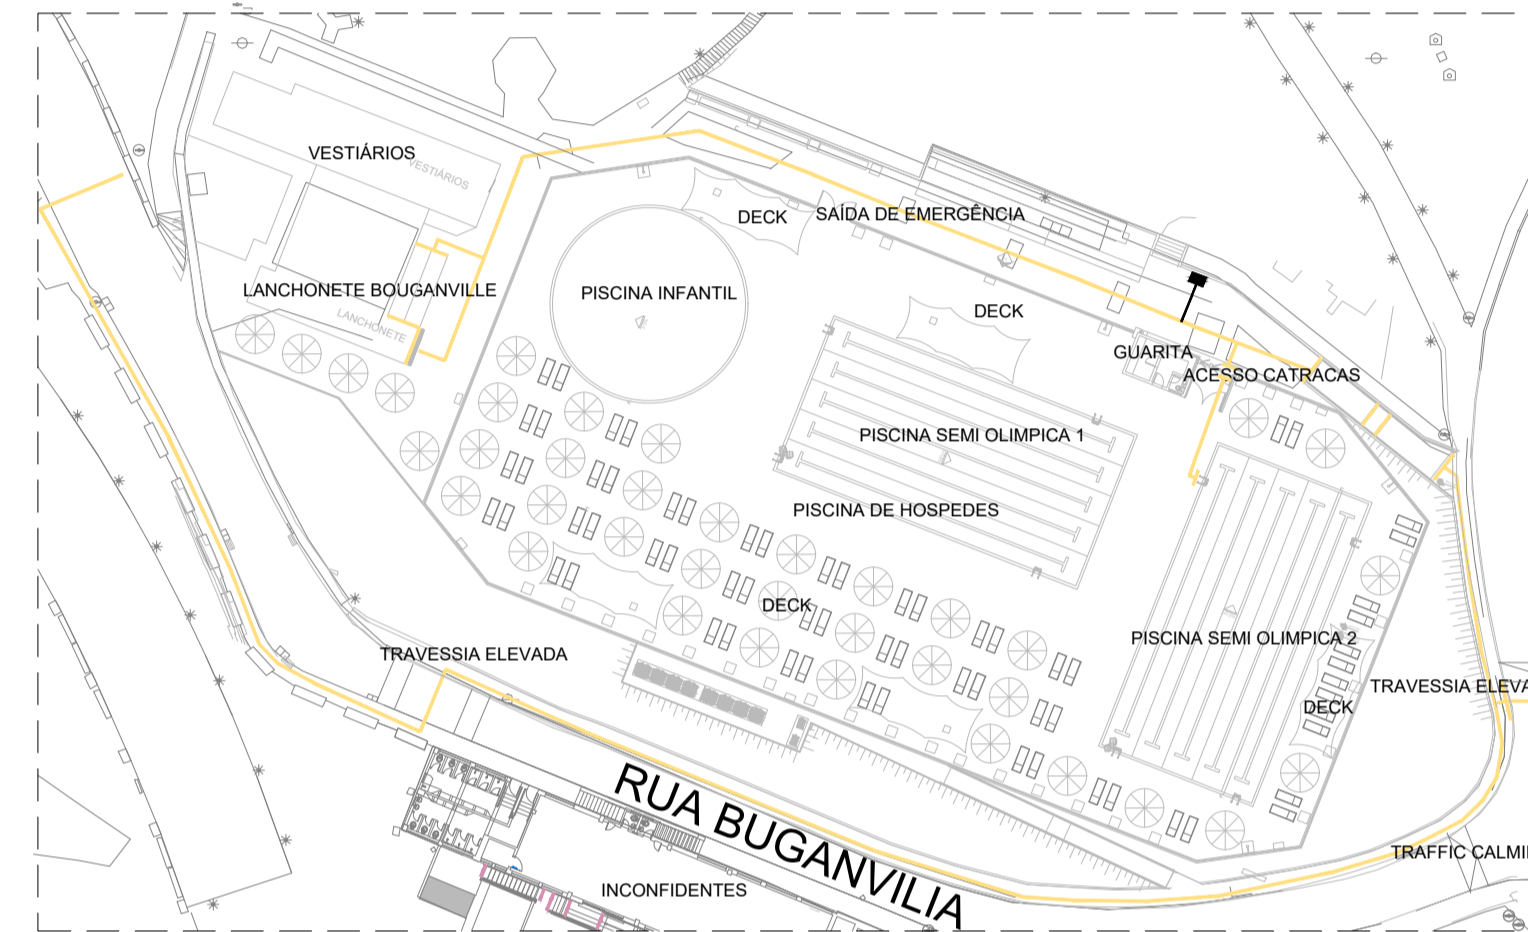 VESTIÁRIOS
VESTIÁRIOS
DECK
SAÍDA DE EMERGÊNCIA
LANCHONETE BOUGANVILLE
PISCINA INFANTIL
DECK
LANCHONETE
GUARITA
ACESSO CATRACAS
PISCINA SEMI OLIMPICA 1
PISCINA DE HOSPEDES
DECK
PISCINA SEMI OLIMPICA 2
TRAVESSIA ELEVADA
TRAVESSIA ELEVA
DECK
RUA BUGANVILIA
TRAFFIC CALMI
INCONFIDENTES